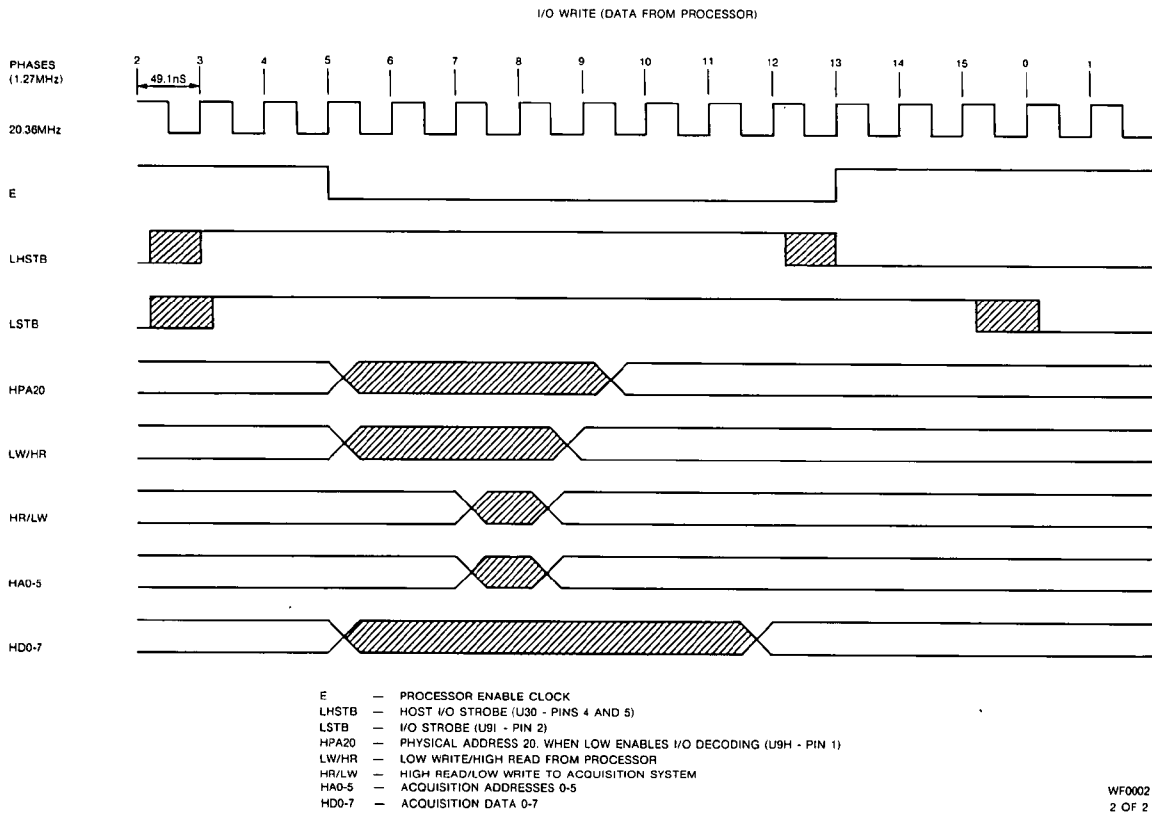 I/O WRITE (DATA FROM PROCESSOR)
PHASES 2 3 4 5 6 7 8 9 10 11 12 13 14 15 0 1
(1.27MHz)
49.1nS
20.36MHz
E
LHSTB
LSTB
HPA20
LW/HR
HR/LW
HA0-5
HD0-7
E — PROCESSOR ENABLE CLOCK
LHSTB — HOST I/O STROBE (U30 - PINS 4 AND 5)
LSTB — I/O STROBE (U9I - PIN 2)
HPA20 — PHYSICAL ADDRESS 20. WHEN LOW ENABLES I/O DECODING (U9H - PIN 1)
LW/HR — LOW WRITE/HIGH READ FROM PROCESSOR
HR/LW — HIGH READ/LOW WRITE TO ACQUISITION SYSTEM
HA0-5 — ACQUISITION ADDRESSES 0-5
HD0-7 — ACQUISITION DATA 0-7
WF0002
2 OF 2